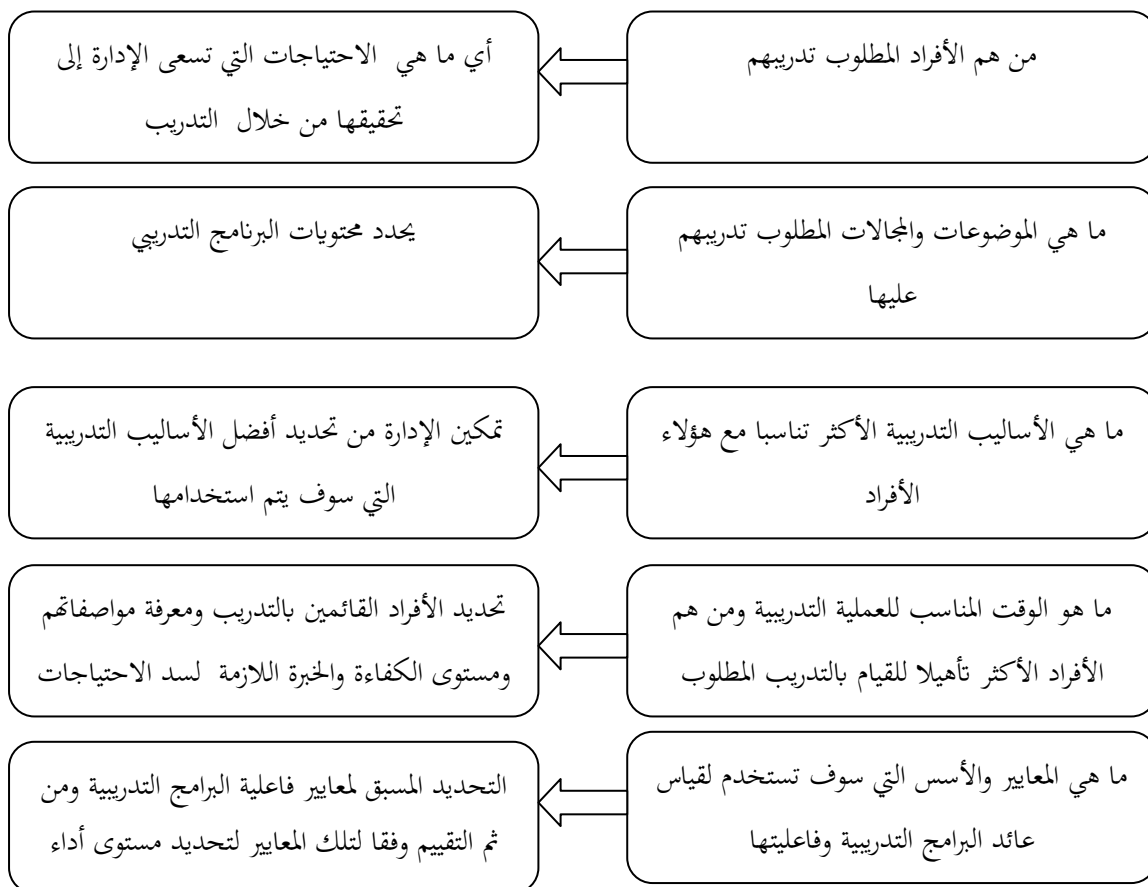 من هم الأفراد المطلوب تدريبهم
أي ما هي الاحتياجات التي تسعى الإدارة إلى
تحقيقها من خلال التدريب
ما هي الموضوعات والمجالات المطلوب تدريبهم
عليها
يحدد محتويات البرنامج التدريبي
ما هي الأساليب التدريبية الأكثر تناسبا مع هؤلاء
الأفراد
تمكين الإدارة من تحديد أفضل الأساليب التدريبية
التي سوف يتم استخدامها
ما هو الوقت المناسب للعملية التدريبية ومن هم
الأفراد الأكثر تأهيلا للقيام بالتدريب المطلوب
تحديد الأفراد القائمين بالتدريب ومعرفة مواصفاتهم
ومستوى الكفاءة والخبرة اللازمة لسد الاحتياجات
ما هي المعايير والأسس التي سوف تستخدم لقياس
عائد البرامج التدريبية وفاعليتها
التحديد المسبق لمعايير فاعلية البرامج التدريبية ومن
ثم التقييم وفقا لتلك المعايير لتحديد مستوى أداء